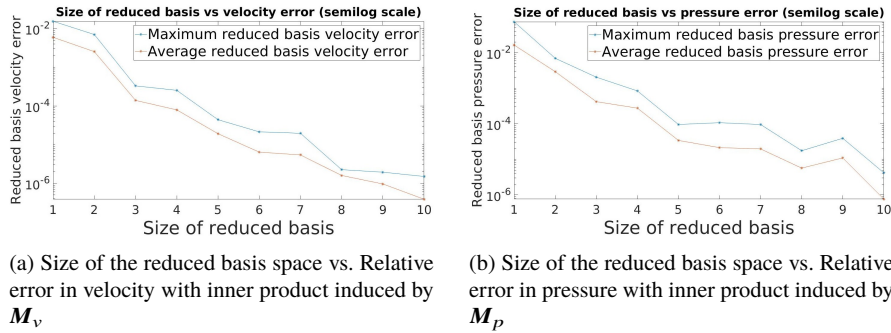 Size of reduced basis vs velocity error (semilog scale)
Maximum reduced basis velocity error
Average reduced basis velocity error
Reduced basis velocity error
10^-2
10^-4
10^-6
1 2 3 4 5 6 7 8 9 10
Size of reduced basis
(a) Size of the reduced basis space vs. Relative
error in velocity with inner product induced by
M_v
Size of reduced basis vs pressure error (semilog scale)
Maximum reduced basis pressure error
Average reduced basis pressure error
Reduced basis pressure error
10^-2
10^-4
10^-6
1 2 3 4 5 6 7 8 9 10
Size of reduced basis
(b) Size of the reduced basis space vs. Relative
error in pressure with inner product induced by
M_p